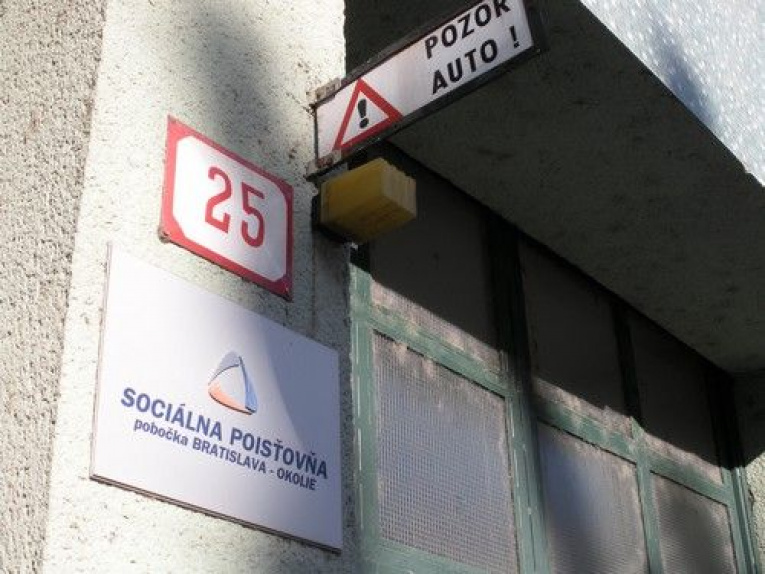 POZOR
AUTO !
25
SOCIÁLNA POISŤOVŇA
pobočka BRATISLAVA - OKOLIE